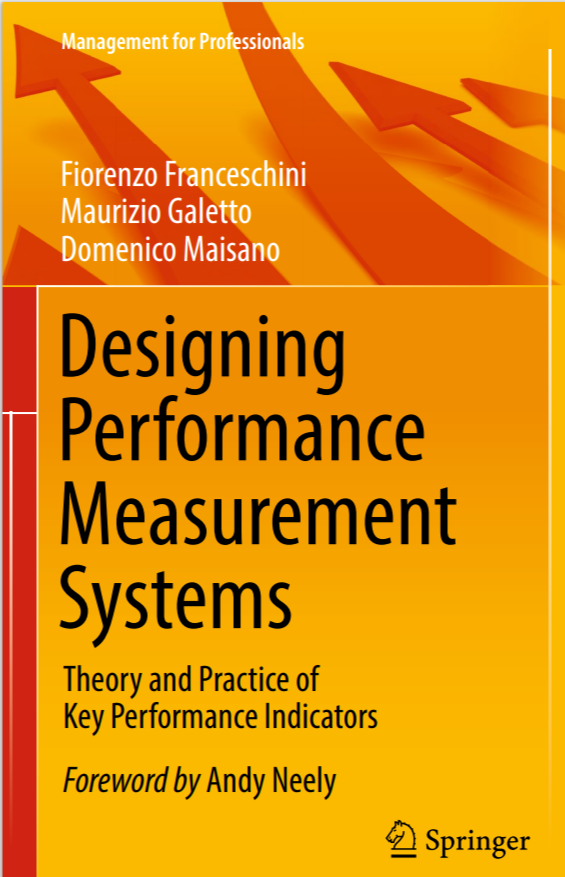 Management for Professionals
Fiorenzo Franceschini
Maurizio Galetto
Domenico Maisano
Designing
Performance
Measurement
Systems
Theory and Practice of
Key Performance Indicators
Foreword by Andy Neely
Springer